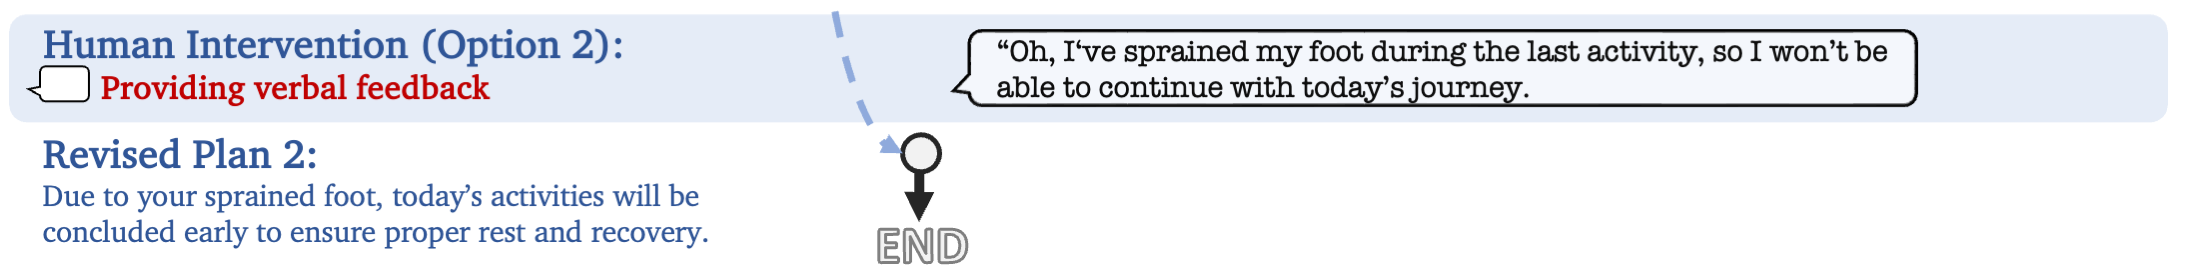 Human Intervention (Option 2):
Providing verbal feedback
“Oh, I‘ve sprained my foot during the last activity, so I won’t be
able to continue with today’s journey.
Revised Plan 2:
Due to your sprained foot, today’s activities will be
concluded early to ensure proper rest and recovery.
END